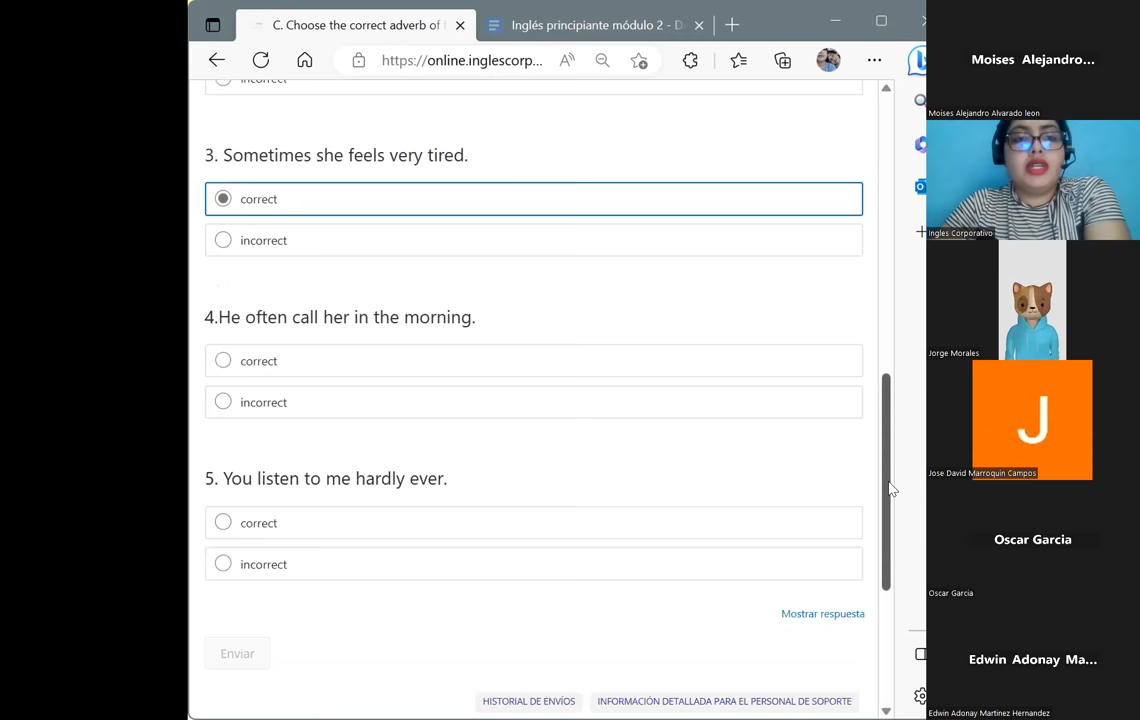 C. Choose the correct adverb of f
Inglés principiante módulo 2 - D
https://online.inglescorp...
incorrect
3. Sometimes she feels very tired.
correct
incorrect
4.He often call her in the morning.
correct
incorrect
5. You listen to me hardly ever.
correct
incorrect
Mostrar respuesta
Enviar
HISTORIAL DE ENVÍOS
INFORMACIÓN DETALLADA PARA EL PERSONAL DE SOPORTE
Moises Alejandro...
Moises Alejandro Alvarado leon
Ingles Corporativo
Jorge Morales
J
Jose David Marroquin Campos
Oscar Garcia
Oscar Garcia
Edwin Adonay Ma...
Edwin Adonay Martinez Hernandez